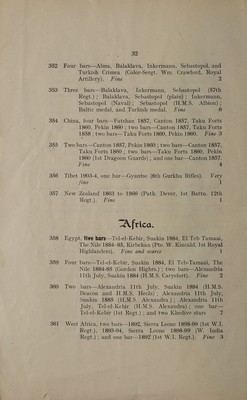 32
352 Four bars—Alma, Balaklava, Inkermann, Sebastopol, and
Turkish Crimea (Color-Sergt. Wm. Crawford, Royal
Artillery). Fine 2
353 Three bars—Balaklava, Inkermann, Sebastopol (97th
Regt.); Balaklava, Sebastopol (plain); Inkermann,
Sebastopol (Naval); Sebastopol (H.M.S. Albion);
Baltic medal, and Turkish medal. Fine 6
354 China, four bars—Fatshan 1857, Canton 1857, Taku Forts
1860, Pekin 1860; two bars—Canton 1857, Taku Forts
1858; two bars—Taku Forts 1860, Pekin 1860. Fine 3
355 Two bars—Canton 1857, Pekin 1860; two bars—Canton 1857,
Taku Forts 1860; two bars—Taku Forts 1860, Pekin
1860 (1st Dragoon Guards); and one bar—Canton 1857.
Fine 4
356 Tibet 1903-4, one bar—Gyantse (8th Gurkha Rifles). Very
fine 1
357 New Zealand 1863 to 1866 (Path. Dever, 1st Battn. 12th
Regt.). Fine 1
Africa.
358 Egypt, five bars—Tel-el-Kebir, Suakin 1884, El Teb Tamaai,
The Nile 1884-85, Kirbekan (Pte. W. Kincaid, 1st Royal
Highlanders). Fine and scarce 1
359 Four bars—Tel-el-Kebir, Suakin 1884, El Teb-Tamaai, The
Nile 1884-85 (Gordon Highrs.); two bars—Alexandria
11th July, Suakin 1884 (H.M.S. Carysfort). Fine 2
360 Two bars—Alexandria 11th July, Suakin 1884 (H.M.S.
Beacon and H.M.S. Hecla); Alexandria 11th July,
Suakin 1885 (H.M.S. Alexandra); Alexandria 11th
July, Tel-el-Kebir (H.M.S. Alexandra); one bar—
Tel-el-Kebir (1st Regt.); and two Khedive stars 7
361 West Africa, two bars—1892, Sierra Leone 1898-99 (1st W.I.
Regt.), 1893-94, Sierra Leone 1898-99 (W. India
Regt.); and one bar—1892 (1st W.I. Regt.). Fine 3